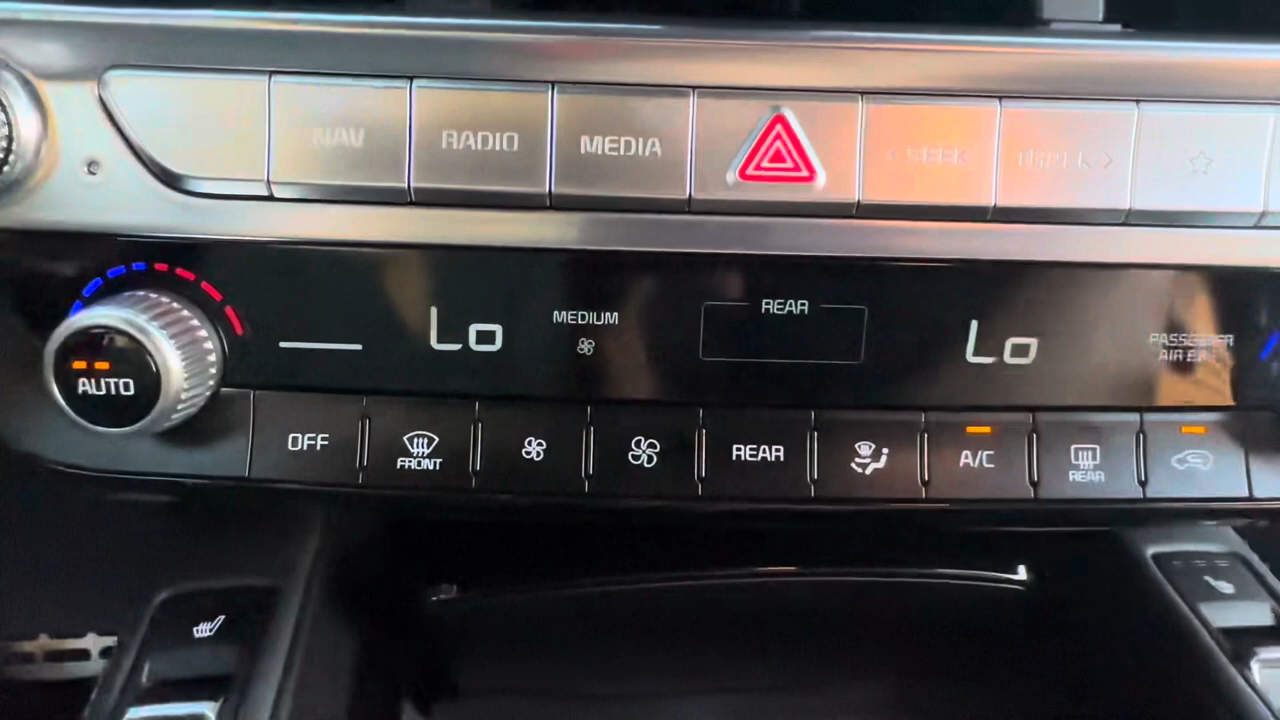 NAV
RADIO
MEDIA
< SEEK
TRACK >
Lo
MEDIUM
REAR
Lo
PASSENGER
AIR BAG
AUTO
OFF
FRONT
REAR
A/C
REAR